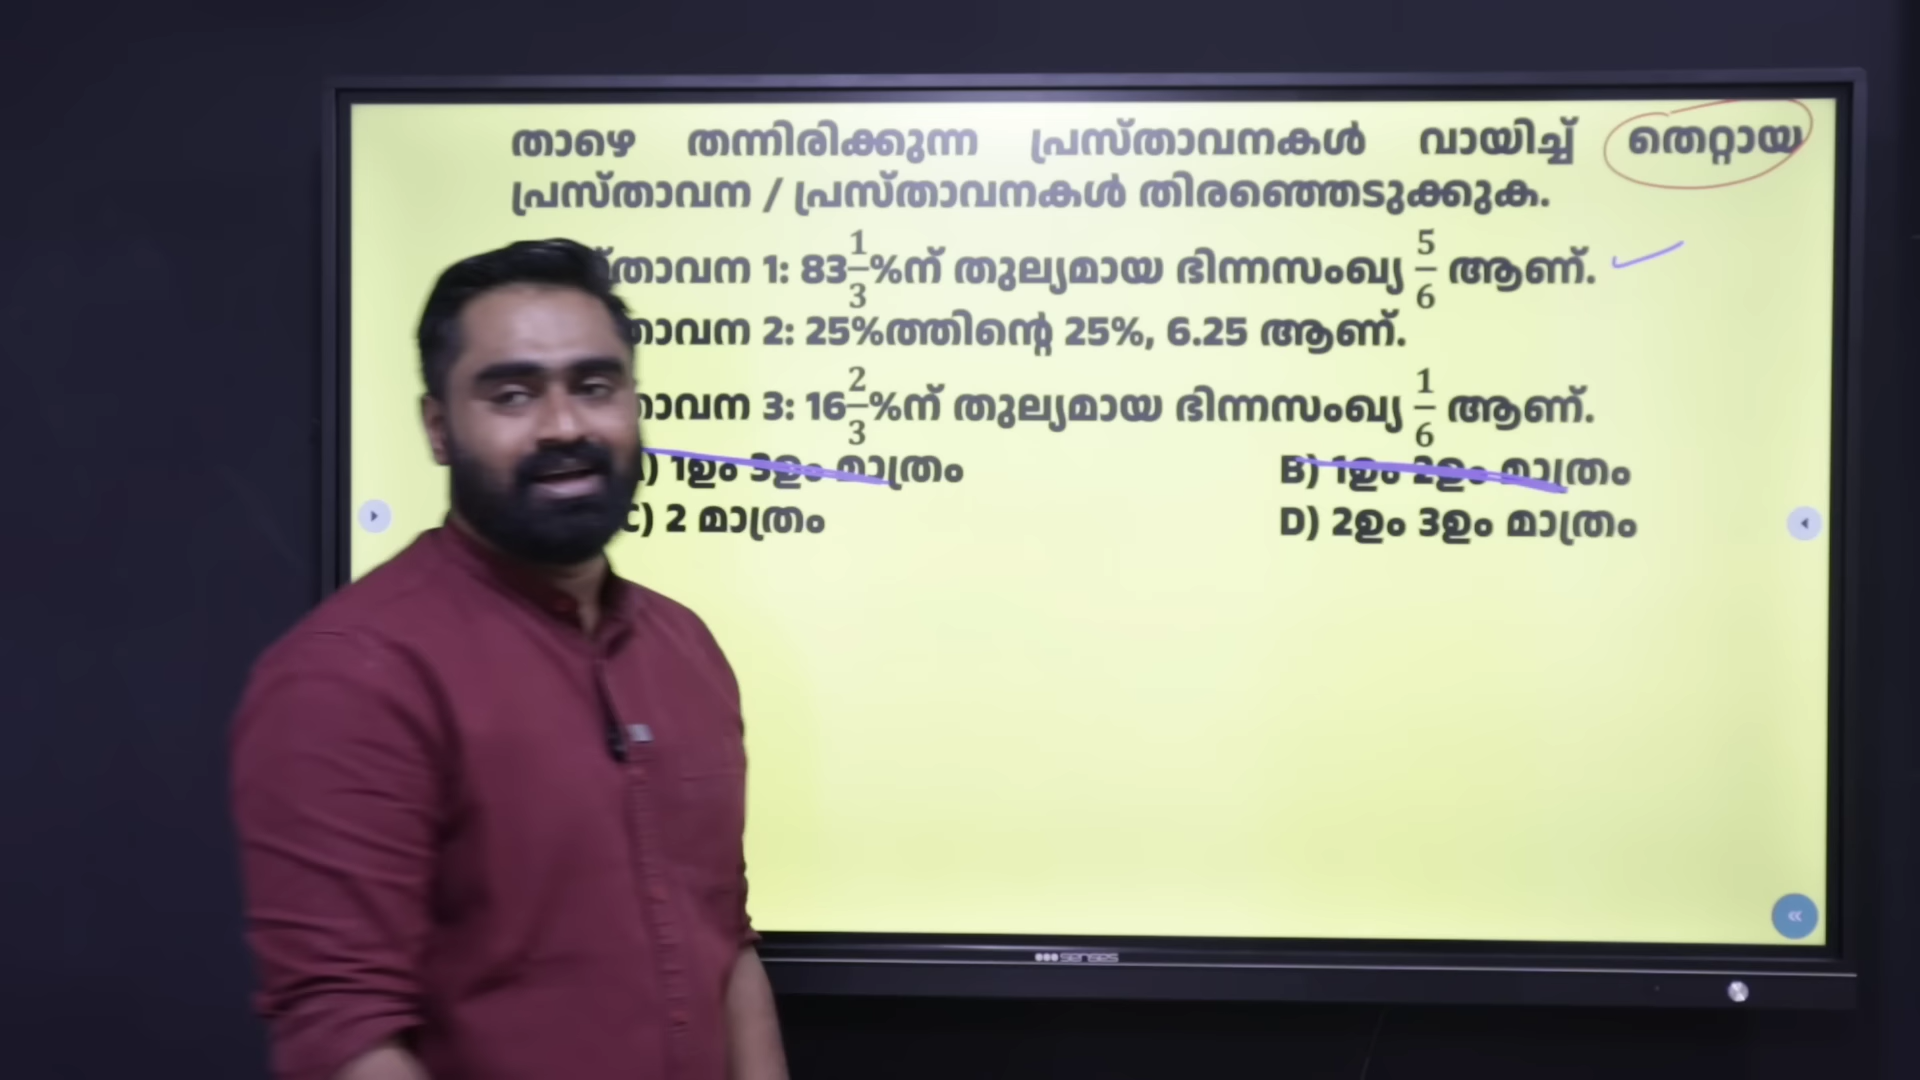 താഴെ തന്നിരിക്കുന്ന പ്രസ്താവനകൾ വായിച്ച് തെറ്റായ
പ്രസ്താവന / പ്രസ്താവനകൾ തിരഞ്ഞെടുക്കുക.
സ്താവന 1: 83 1/3 %ന് തുല്യമായ ഭിന്നസംഖ്യ 5/6 ആണ്.
താവന 2: 25%ത്തിന്റെ 25%, 6.25 ആണ്.
താവന 3: 16 2/3 %ന് തുല്യമായ ഭിന്നസംഖ്യ 1/6 ആണ്.
) 1ഉം 3ഉം മാത്രം B) 1ഉം 2ഉം മാത്രം
C) 2 മാത്രം D) 2ഉം 3ഉം മാത്രം
senses